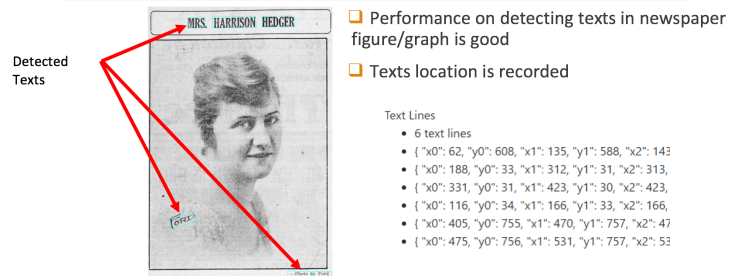 MRS. HARRISON HEDGER
Detected
Texts
Ford
—Photo by Ford
Performance on detecting texts in newspaper
figure/graph is good
Texts location is recorded
Text Lines
6 text lines
{ "x0": 62, "y0": 608, "x1": 135, "y1": 588, "x2": 143
{ "x0": 188, "y0": 33, "x1": 312, "y1": 31, "x2": 313,
{ "x0": 331, "y0": 31, "x1": 423, "y1": 30, "x2": 423,
{ "x0": 116, "y0": 34, "x1": 166, "y1": 33, "x2": 166,
{ "x0": 405, "y0": 755, "x1": 470, "y1": 757, "x2": 47
{ "x0": 475, "y0": 756, "x1": 531, "y1": 757, "x2": 53